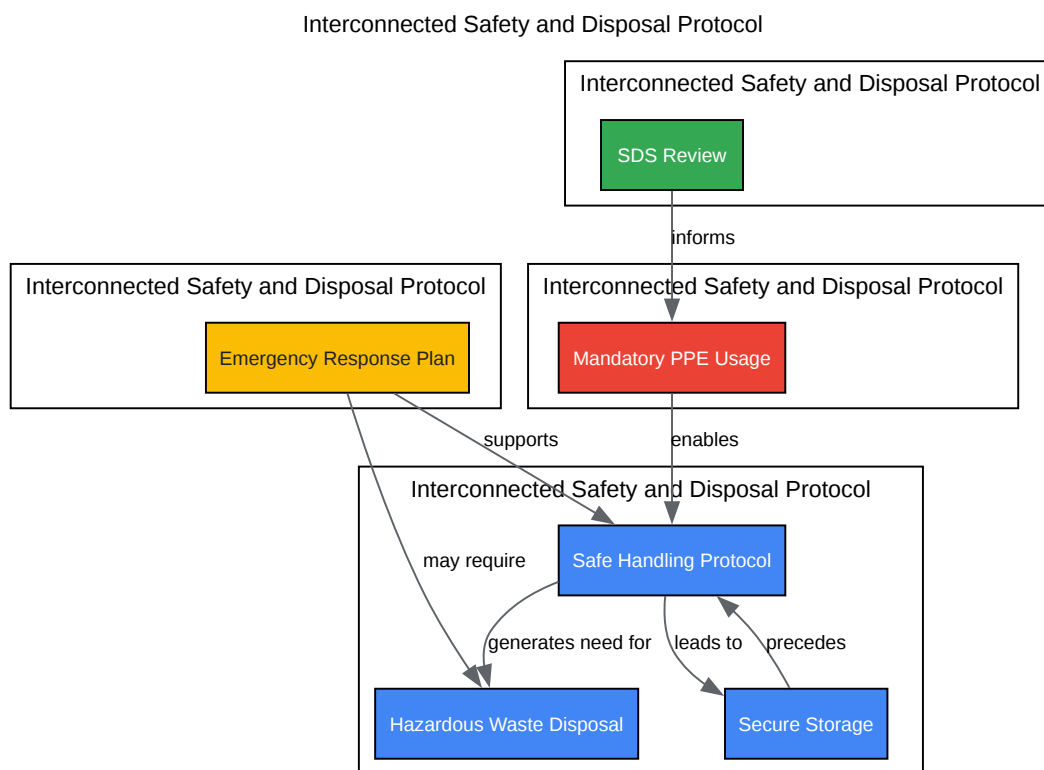 Interconnected Safety and Disposal Protocol
Interconnected Safety and Disposal Protocol
SDS Review
informs
Interconnected Safety and Disposal Protocol
Interconnected Safety and Disposal Protocol
Emergency Response Plan
Mandatory PPE Usage
supports
enables
Interconnected Safety and Disposal Protocol
Safe Handling Protocol
may require
generates need for
leads to
precedes
Hazardous Waste Disposal
Secure Storage